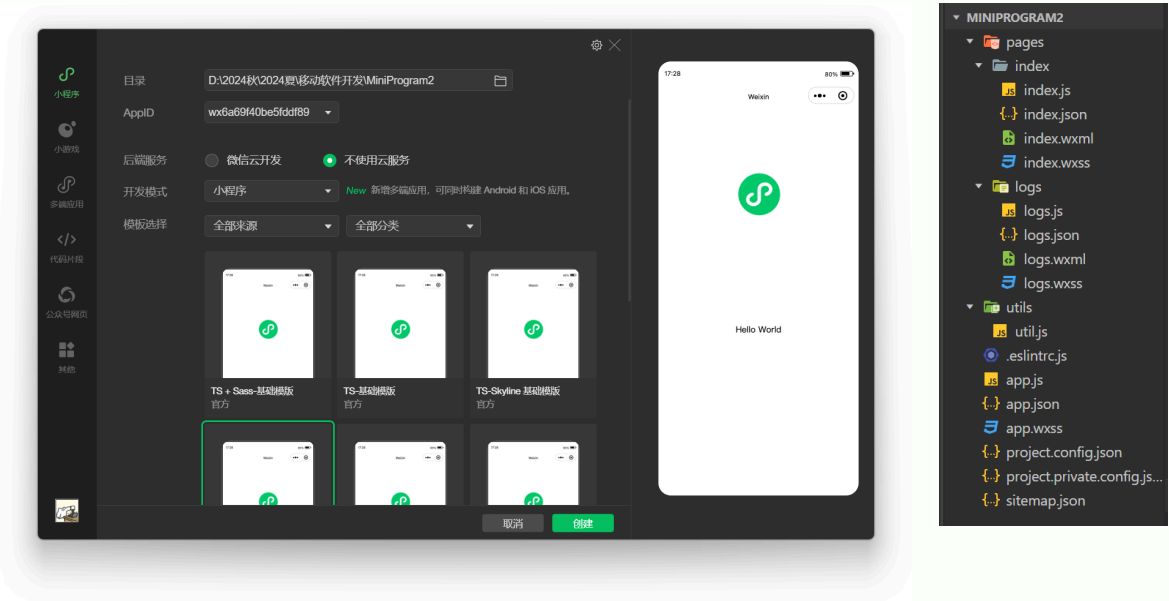 小程序
小游戏
多端应用
代码片段
公众号网页
其他
目录
D:\2024秋\2024夏\移动软件开发\MiniProgram2
AppID
wx6a69f40be5fddf89
后端服务
微信云开发
不使用云服务
开发模式
小程序
New 新增多端应用，可同时构建 Android 和 iOS 应用。
模板选择
全部来源
全部分类
TS + Sass-基础模版
官方
TS-基础模版
官方
TS-Skyline 基础模版
官方
取消
创建
17:28
80%
Weixin
Hello World
MINIPROGRAM2
pages
index
index.js
index.json
index.wxml
index.wxss
logs
logs.js
logs.json
logs.wxml
logs.wxss
utils
util.js
.eslintrc.js
app.js
app.json
app.wxss
project.config.json
project.private.config.js...
sitemap.json